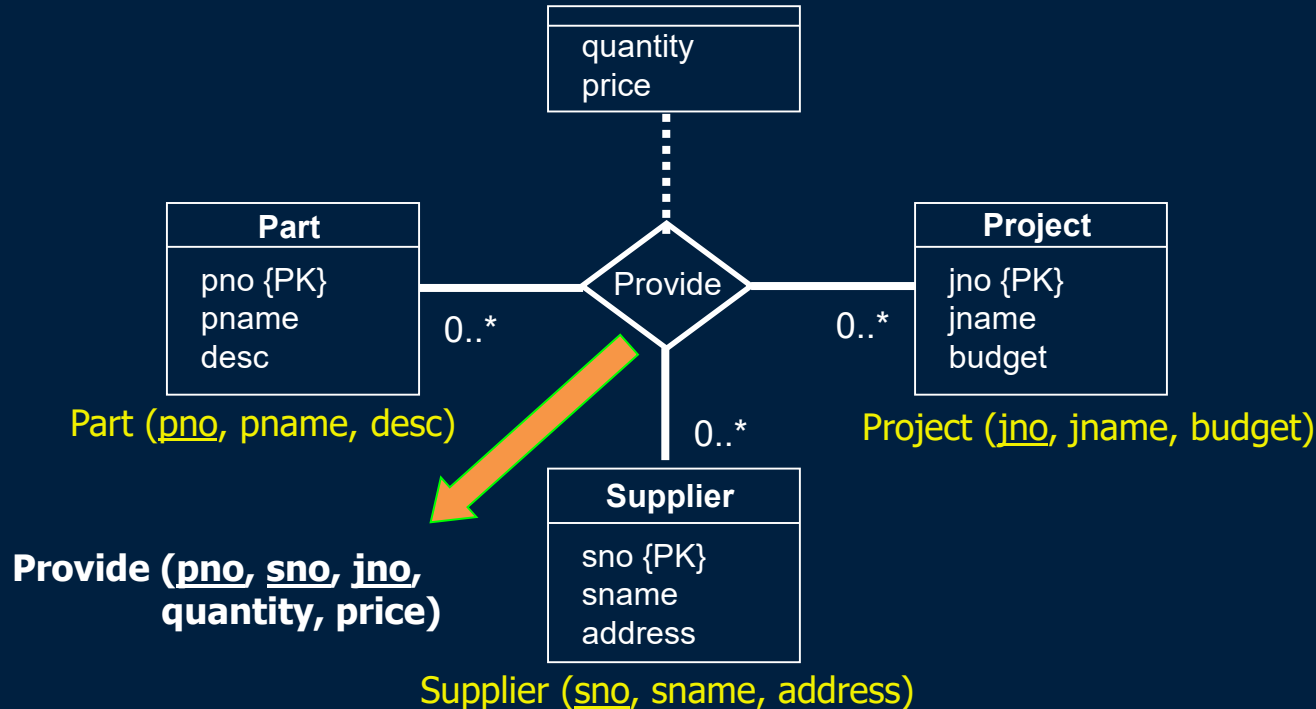 quantity
price
Part
pno {PK}
pname
desc
Provide
Project
jno {PK}
jname
budget
0..*
0..*
0..*
Part (pno, pname, desc)
Project (jno, jname, budget)
Supplier
sno {PK}
sname
address
Provide (pno, sno, jno,
quantity, price)
Supplier (sno, sname, address)